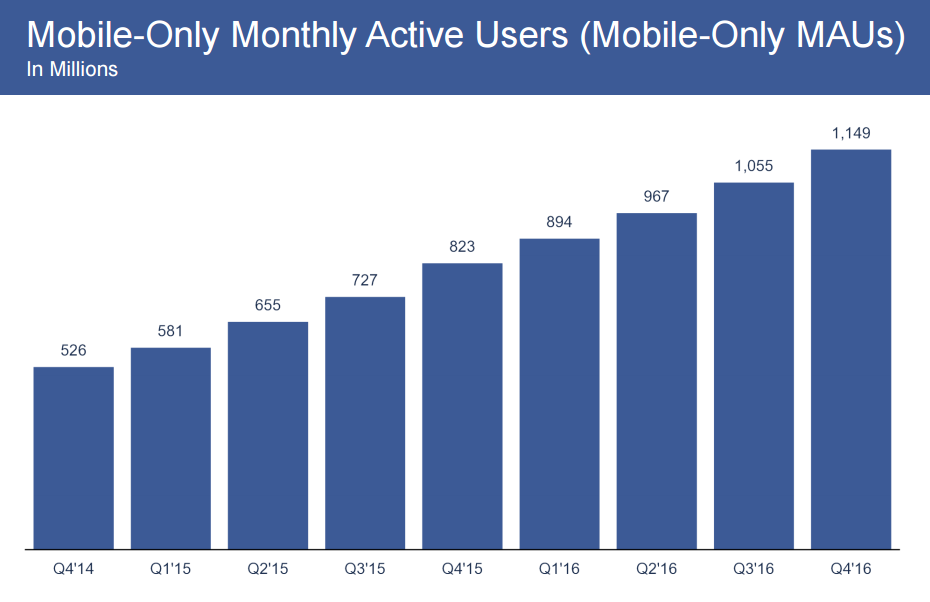 Mobile-Only Monthly Active Users (Mobile-Only MAUs)
In Millions
526
581
655
727
823
894
967
1,055
1,149
Q4'14
Q1'15
Q2'15
Q3'15
Q4'15
Q1'16
Q2'16
Q3'16
Q4'16